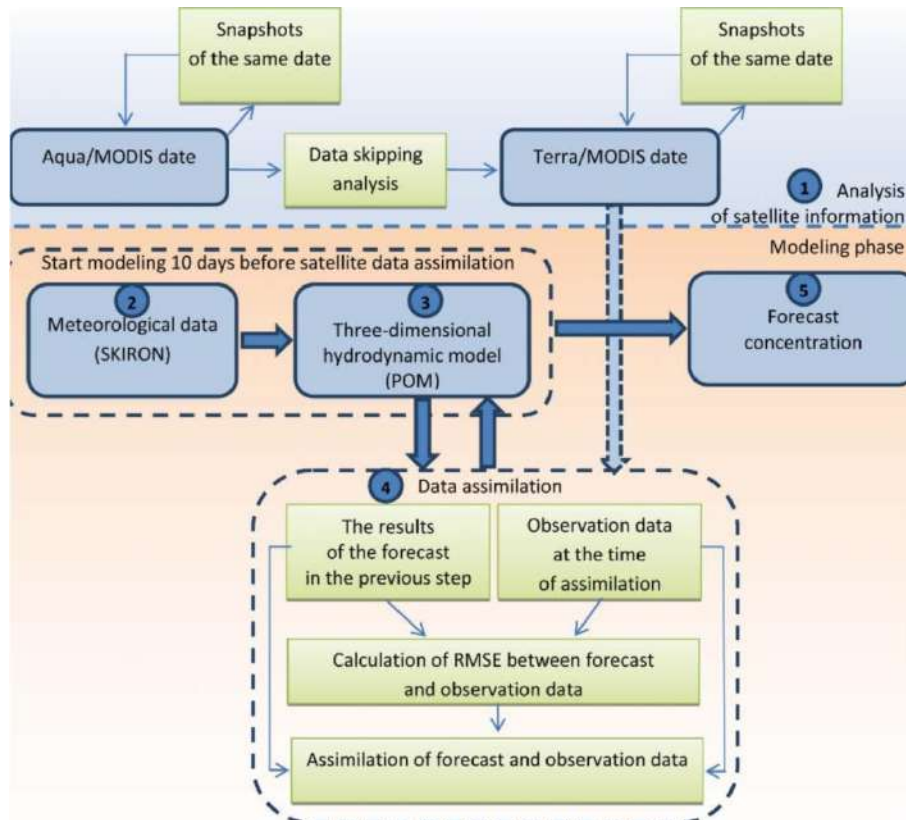 Snapshots
of the same date
Snapshots
of the same date
Aqua/MODIS date
Data skipping
analysis
Terra/MODIS date
1
Analysis
of satellite information
Modeling phase
Start modeling 10 days before satellite data assimilation
2
Meteorological data
(SKIRON)
3
Three-dimensional
hydrodynamic model
(POM)
5
Forecast
concentration
4
Data assimilation
The results
of the forecast
in the previous step
Observation data
at the time
of assimilation
Calculation of RMSE between forecast
and observation data
Assimilation of forecast and observation data